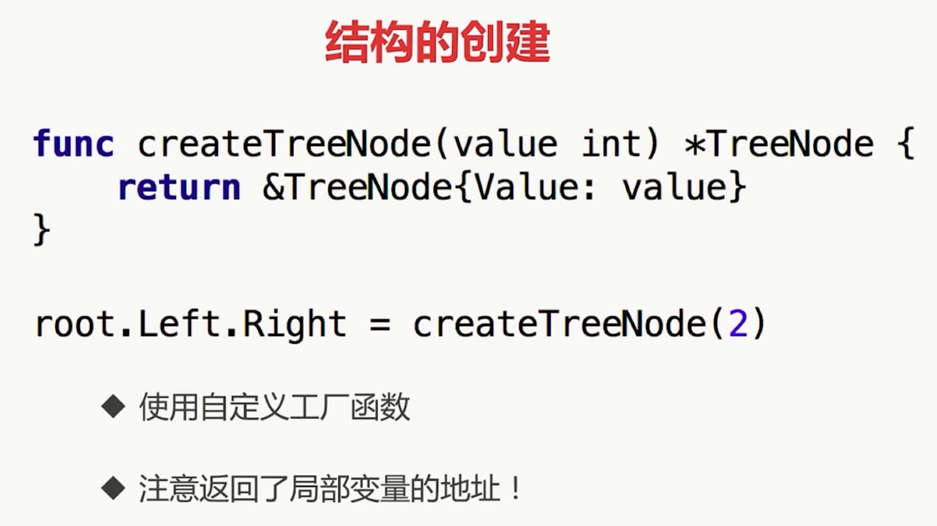 结构的创建
func createTreeNode(value int) *TreeNode {
    return &TreeNode{Value: value}
}
root.Left.Right = createTreeNode(2)
◆ 使用自定义工厂函数
◆ 注意返回了局部变量的地址！